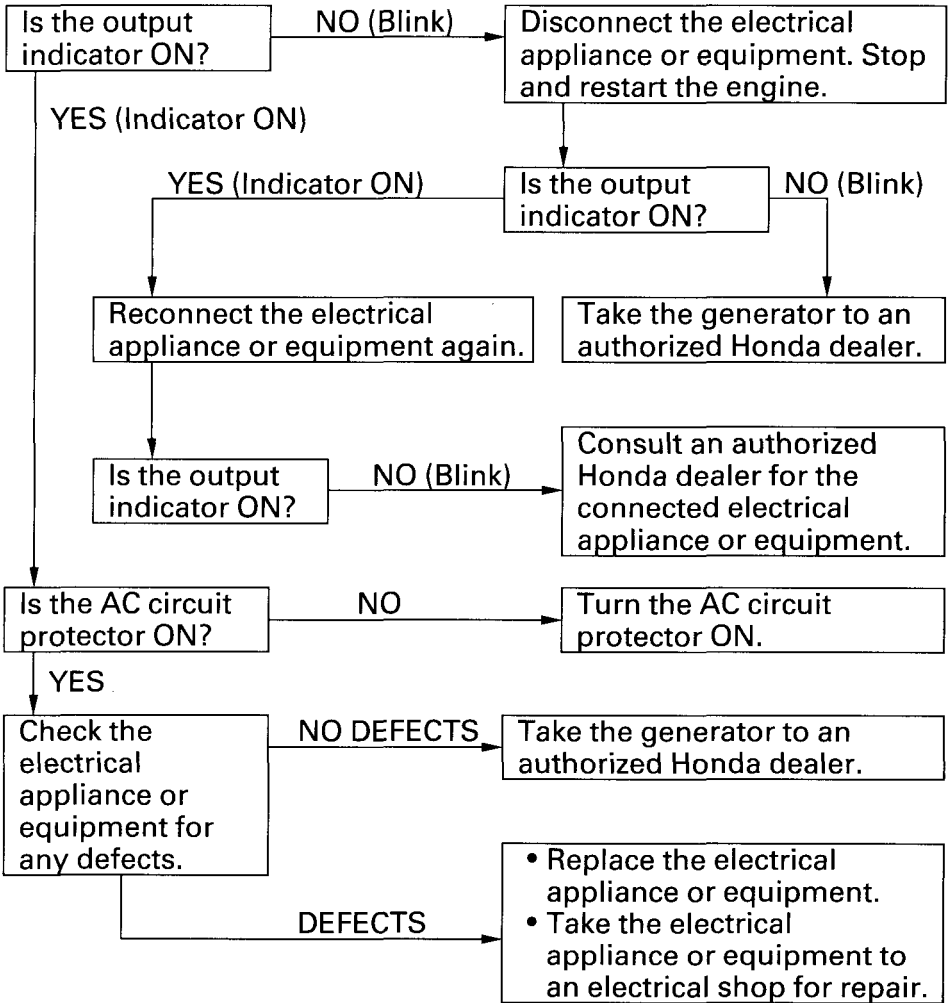 Is the output
indicator ON?
NO (Blink)
Disconnect the electrical
appliance or equipment. Stop
and restart the engine.
YES (Indicator ON)
YES (Indicator ON)
Is the output
indicator ON?
NO (Blink)
Reconnect the electrical
appliance or equipment again.
Take the generator to an
authorized Honda dealer.
Is the output
indicator ON?
NO (Blink)
Consult an authorized
Honda dealer for the
connected electrical
appliance or equipment.
Is the AC circuit
protector ON?
NO
Turn the AC circuit
protector ON.
YES
Check the
electrical
appliance or
equipment for
any defects.
NO DEFECTS
Take the generator to an
authorized Honda dealer.
DEFECTS
• Replace the electrical
appliance or equipment.
• Take the electrical
appliance or equipment to
an electrical shop for repair.